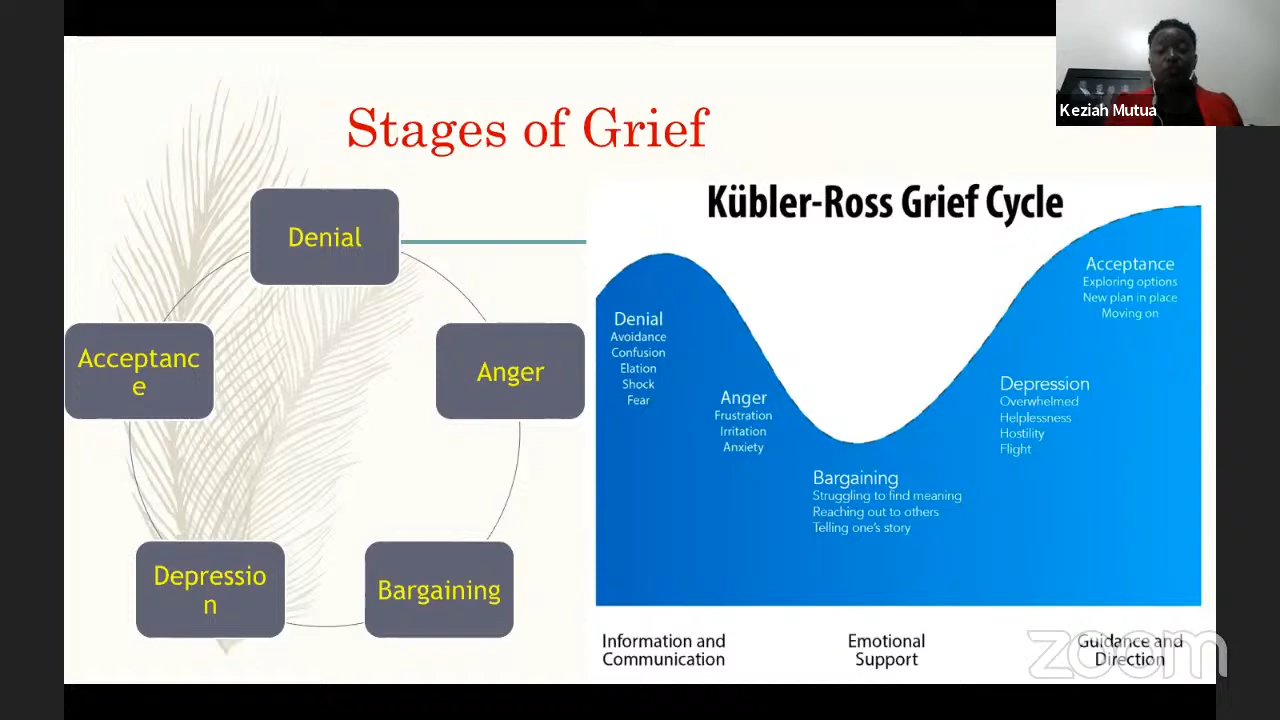 Keziah Mutua
Stages of Grief
Denial
Anger
Bargaining
Depressio
n
Acceptanc
e
Kübler-Ross Grief Cycle
Denial
Avoidance
Confusion
Elation
Shock
Fear
Anger
Frustration
Irritation
Anxiety
Bargaining
Struggling to find meaning
Reaching out to others
Telling one's story
Depression
Overwhelmed
Helplessness
Hostility
Flight
Acceptance
Exploring options
New plan in place
Moving on
Information and
Communication
Emotional
Support
Guidance and
Direction
zoom